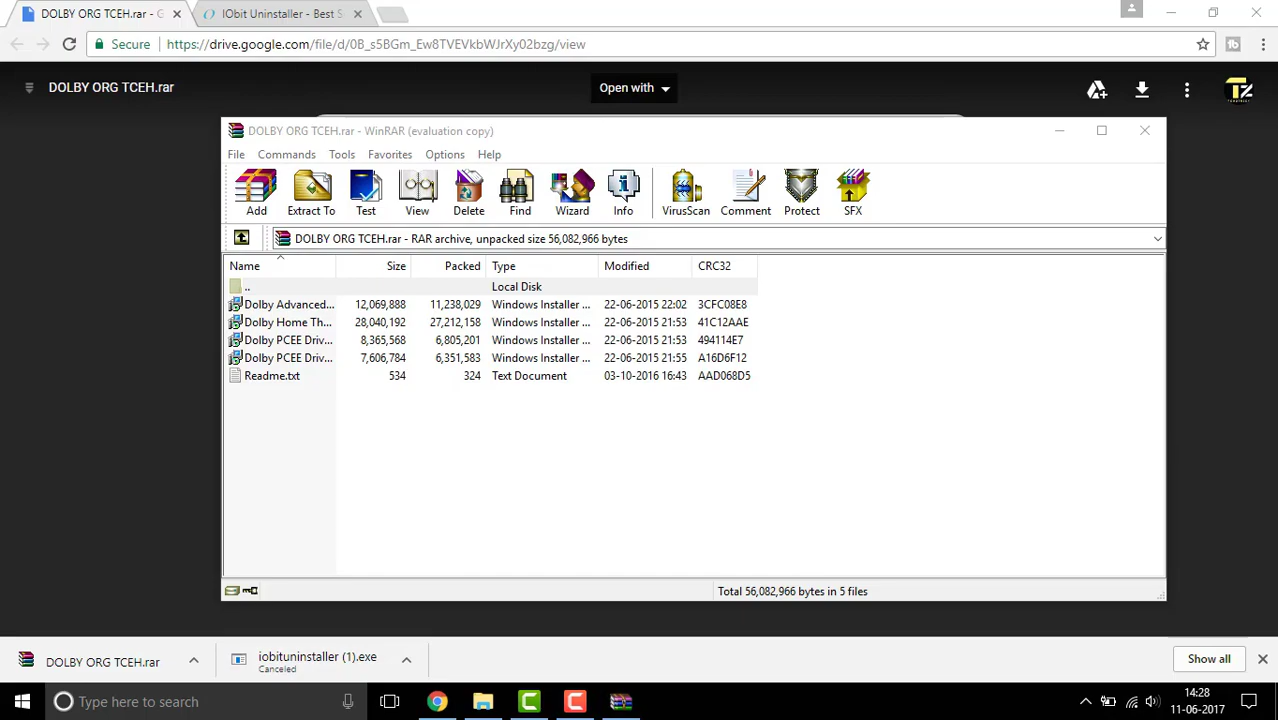 DOLBY ORG TCEH.rar - G
IObit Uninstaller - Best S
Secure
https://drive.google.com/file/d/0B_s5BGm_Ew8TVEVkbWJrXy02bzg/view
DOLBY ORG TCEH.rar
Open with
DOLBY ORG TCEH.rar - WinRAR (evaluation copy)
File Commands Tools Favorites Options Help
Add Extract To Test View Delete Find Wizard Info VirusScan Comment Protect SFX
DOLBY ORG TCEH.rar - RAR archive, unpacked size 56,082,966 bytes
Name Size Packed Type Modified CRC32
.. Local Disk
Dolby Advanced... 12,069,888 11,238,029 Windows Installer ... 22-06-2015 22:02 3CFC08E8
Dolby Home Th... 28,040,192 27,212,158 Windows Installer ... 22-06-2015 21:53 41C12AAE
Dolby PCEE Driv... 8,365,568 6,805,201 Windows Installer ... 22-06-2015 21:53 494114E7
Dolby PCEE Driv... 7,606,784 6,351,583 Windows Installer ... 22-06-2015 21:55 A16D6F12
Readme.txt 534 324 Text Document 03-10-2016 16:43 AAD068D5
Total 56,082,966 bytes in 5 files
DOLBY ORG TCEH.rar
iobituninstaller (1).exe
Canceled
Show all
Type here to search
14:28
11-06-2017